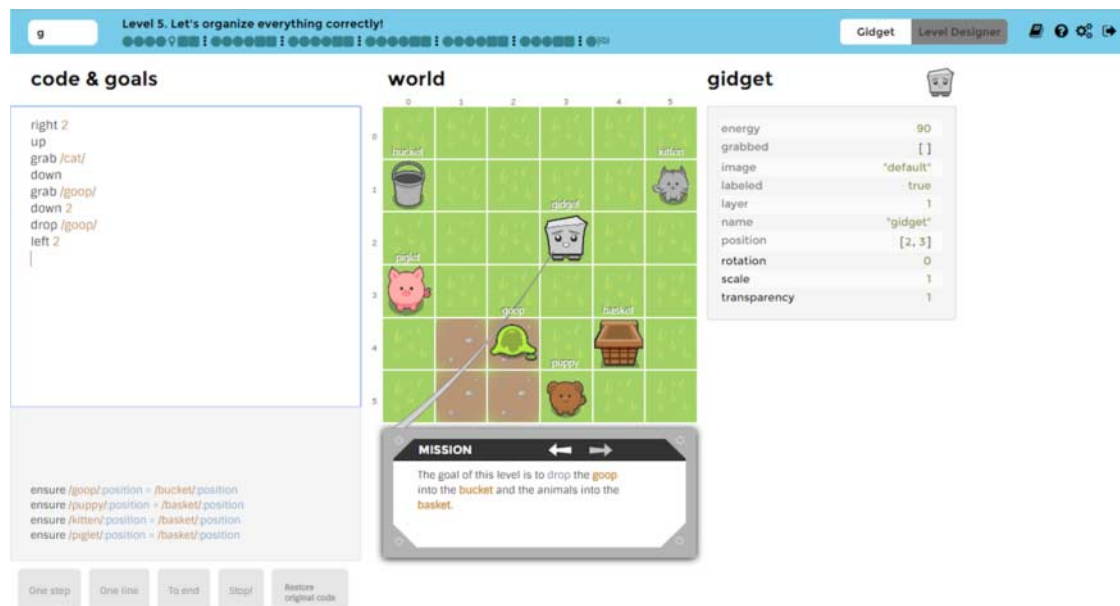 g
Level 5. Let's organize everything correctly!
Gidget Level Designer
code & goals
right 2
up
grab /cat/
down
grab /goop/
down 2
drop /goop/
left 2
ensure /goop/:position = /bucket/:position
ensure /puppy/:position = /basket/:position
ensure /kitten/:position = /basket/:position
ensure /piglet/:position = /basket/:position
One step One line To end Stop! Restore original code
world
0 1 2 3 4 5
0
bucket kitten
1
gidget
2
piglet
3
goop basket
4
puppy
5
MISSION
The goal of this level is to drop the goop
into the bucket and the animals into the
basket.
gidget
energy 90
grabbed [ ]
image "default"
labeled true
layer 1
name "gidget"
position [2, 3]
rotation 0
scale 1
transparency 1